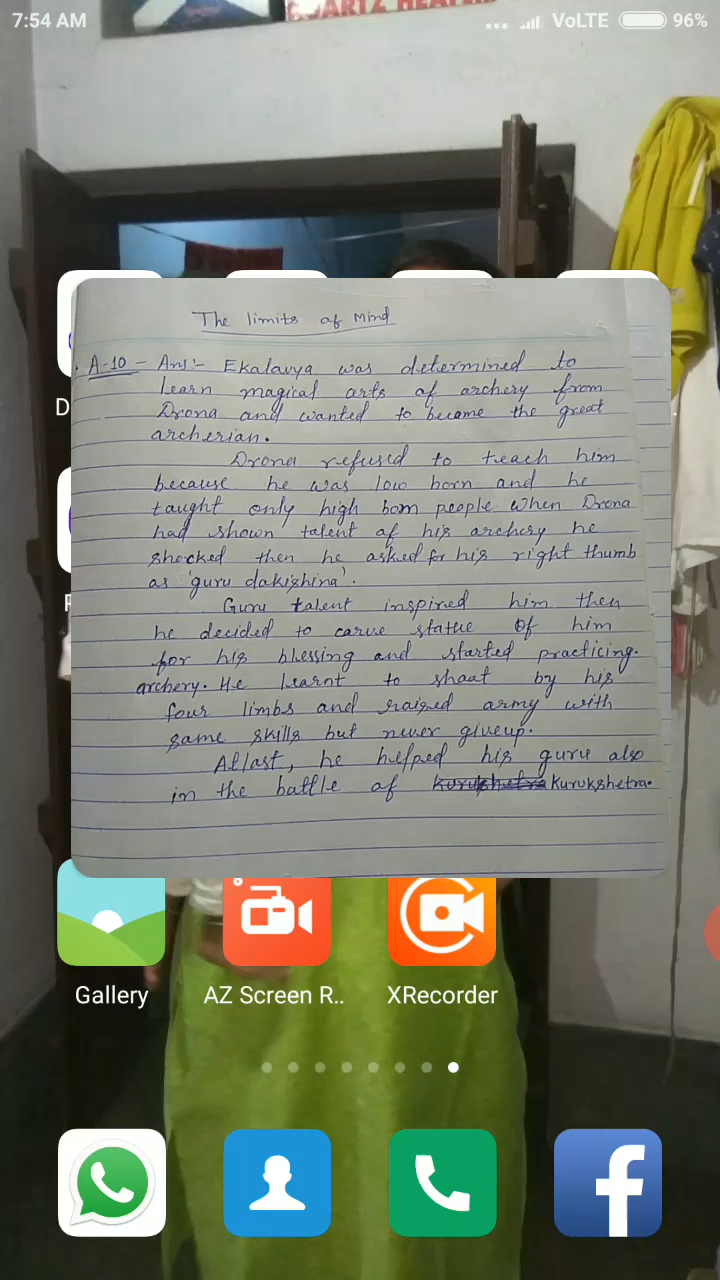 QUARTZ HEATER
7:54 AM ... VoLTE 96%
The limits of Mind
A-10 - Ans:- Ekalavya was determined to
learn magical arts of archery from
Drona and wanted to become the great
archerian.
Drona refused to teach him
because he was low born and he
taught only high born people. When Drona
had shown talent of his archery he
shocked then he asked for his right thumb
as 'guru dakishina'.
Guru talent inspired him then
he decided to carve statue of him
for his blessing and started practicing.
archery. He learnt to shoot by his
four limbs and raised army with
same skills but never giveup.
Atlast, he helped his guru also
in the battle of kurukshetra kurukshetra.
D
P
Gallery AZ Screen R.. XRecorder
f